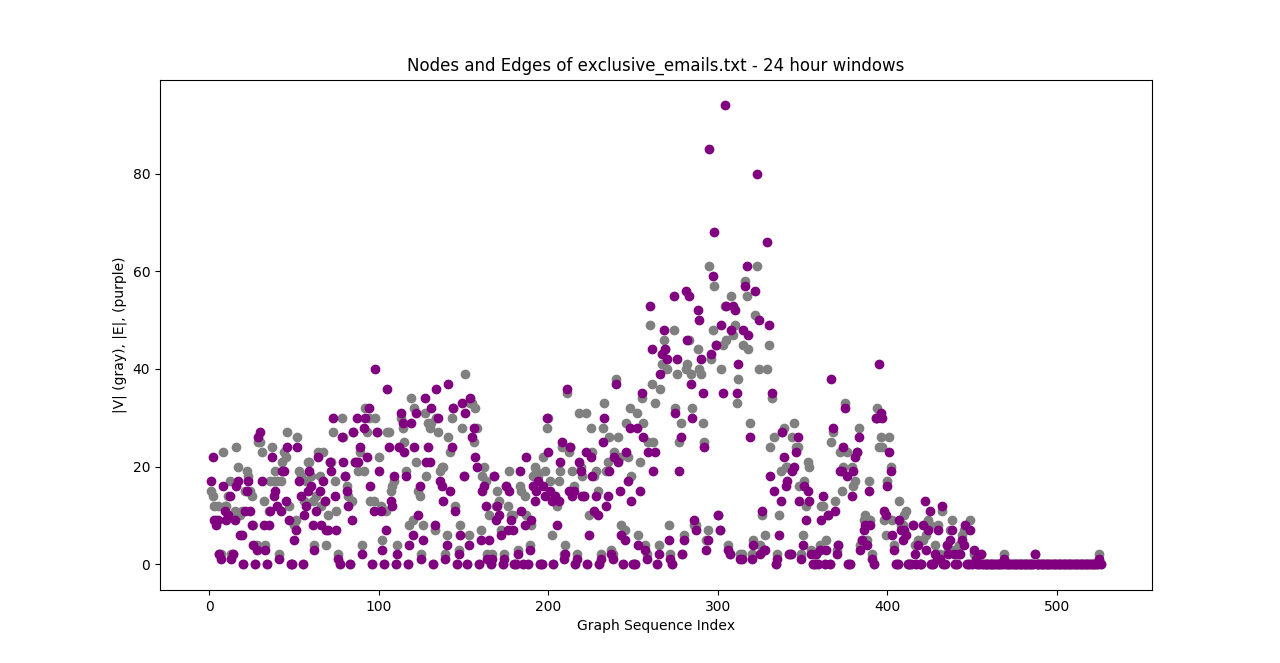 Nodes and Edges of exclusive_emails.txt - 24 hour windows
|V| (gray), |E|, (purple)
80
60
40
20
0
0 100 200 300 400 500
Graph Sequence Index